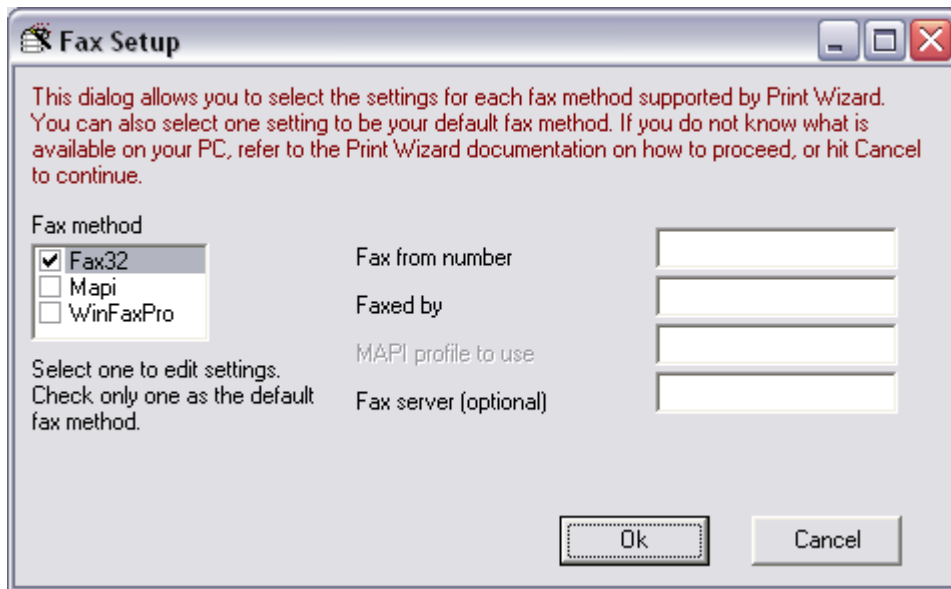 Fax Setup
This dialog allows you to select the settings for each fax method supported by Print Wizard.
You can also select one setting to be your default fax method. If you do not know what is
available on your PC, refer to the Print Wizard documentation on how to proceed, or hit Cancel
to continue.
Fax method
Fax32
Mapi
WinFaxPro
Select one to edit settings.
Check only one as the default
fax method.
Fax from number
Faxed by
MAPI profile to use
Fax server (optional)
Ok
Cancel